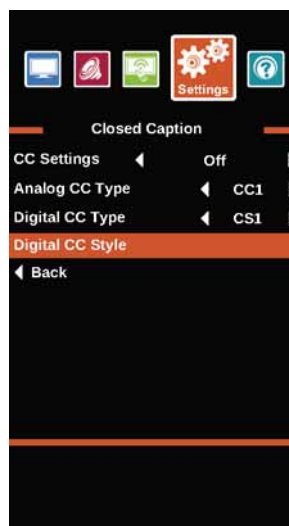 Settings
Closed Caption
CC Settings Off
Analog CC Type CC1
Digital CC Type CS1
Digital CC Style
Back